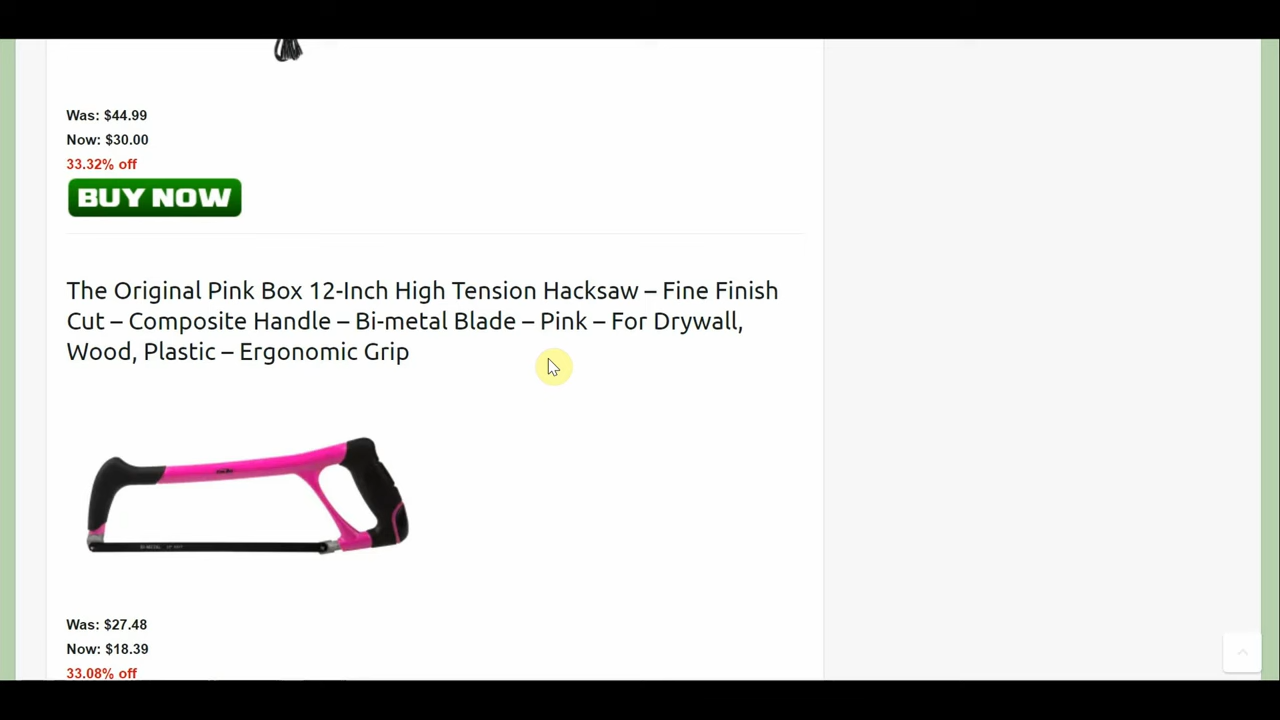 Was: $44.99
Now: $30.00
33.32% off
BUY NOW
The Original Pink Box 12-Inch High Tension Hacksaw – Fine Finish
Cut – Composite Handle – Bi-metal Blade – Pink – For Drywall,
Wood, Plastic – Ergonomic Grip
BI-METAL
Was: $27.48
Now: $18.39
33.08% off